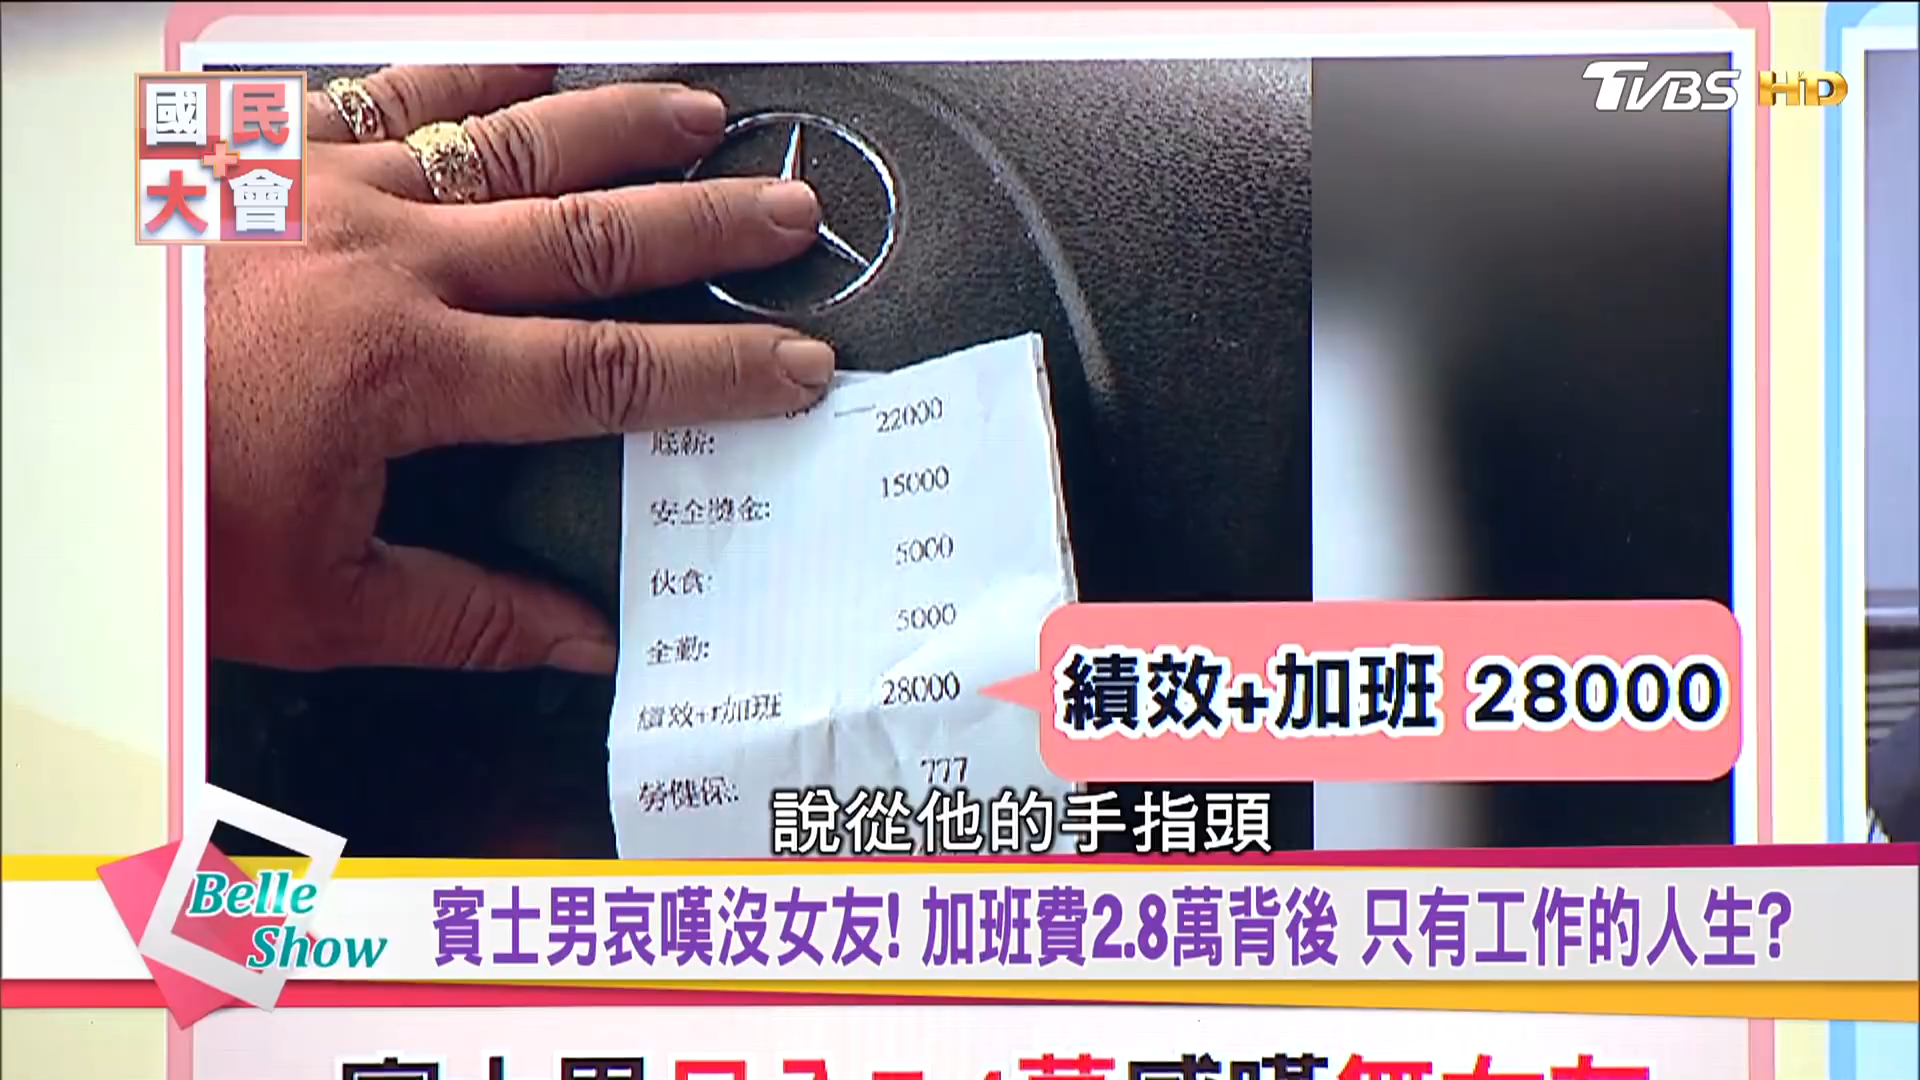 國民
大會
TVBS HD
底薪: 22000
安全獎金: 15000
伙食: 5000
全勤: 5000
績效+加班 28000
勞健保: 777
績效+加班 28000
說從他的手指頭
Belle Show
賓士男哀嘆沒女友! 加班費2.8萬背後 只有工作的人生?